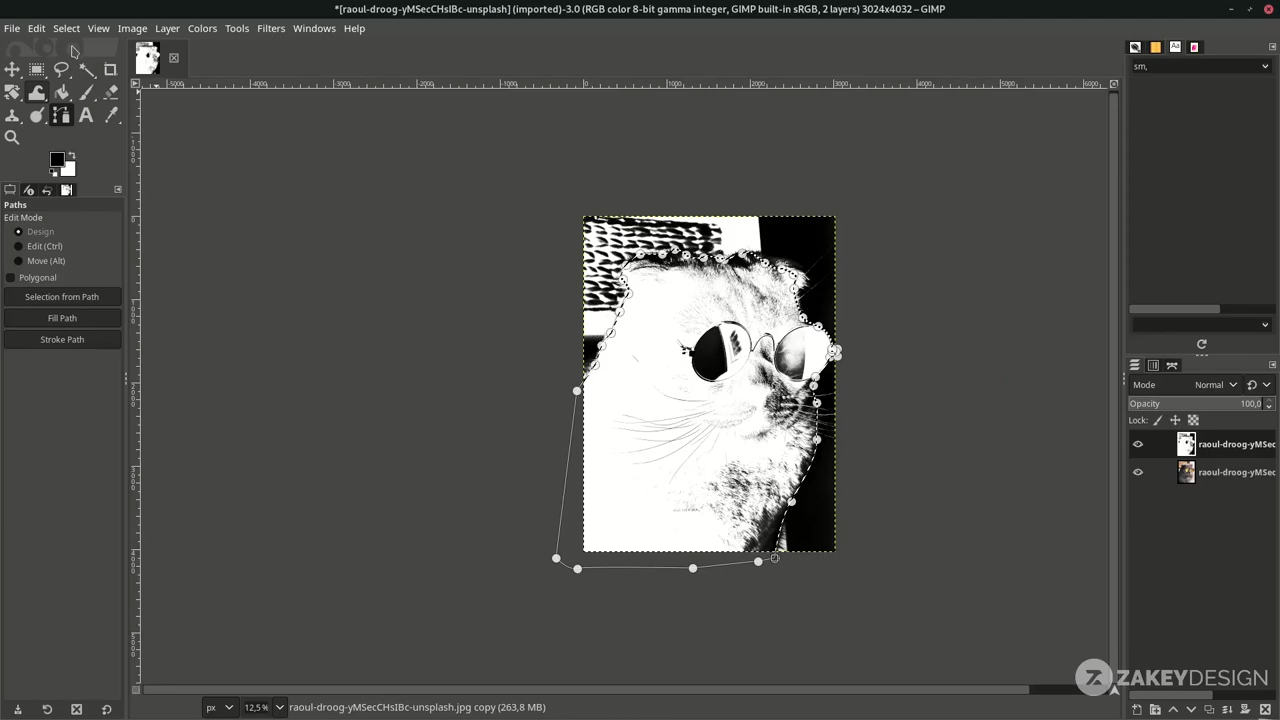 *[raoul-droog-yMSecCHsIBc-unsplash] (imported)-3.0 (RGB color 8-bit gamma integer, GIMP built-in sRGB, 2 layers) 3024x4032 – GIMP
File Edit Select View Image Layer Colors Tools Filters Windows Help
sm,
Paths
Edit Mode
Design
Edit (Ctrl)
Move (Alt)
Polygonal
Selection from Path
Fill Path
Stroke Path
Mode Normal
Opacity 100,0
Lock:
raoul-droog-yMSec
raoul-droog-yMSec
ZAKEYDESIGN
px 12,5% raoul-droog-yMSecCHsIBc-unsplash.jpg copy (263,8 MB)